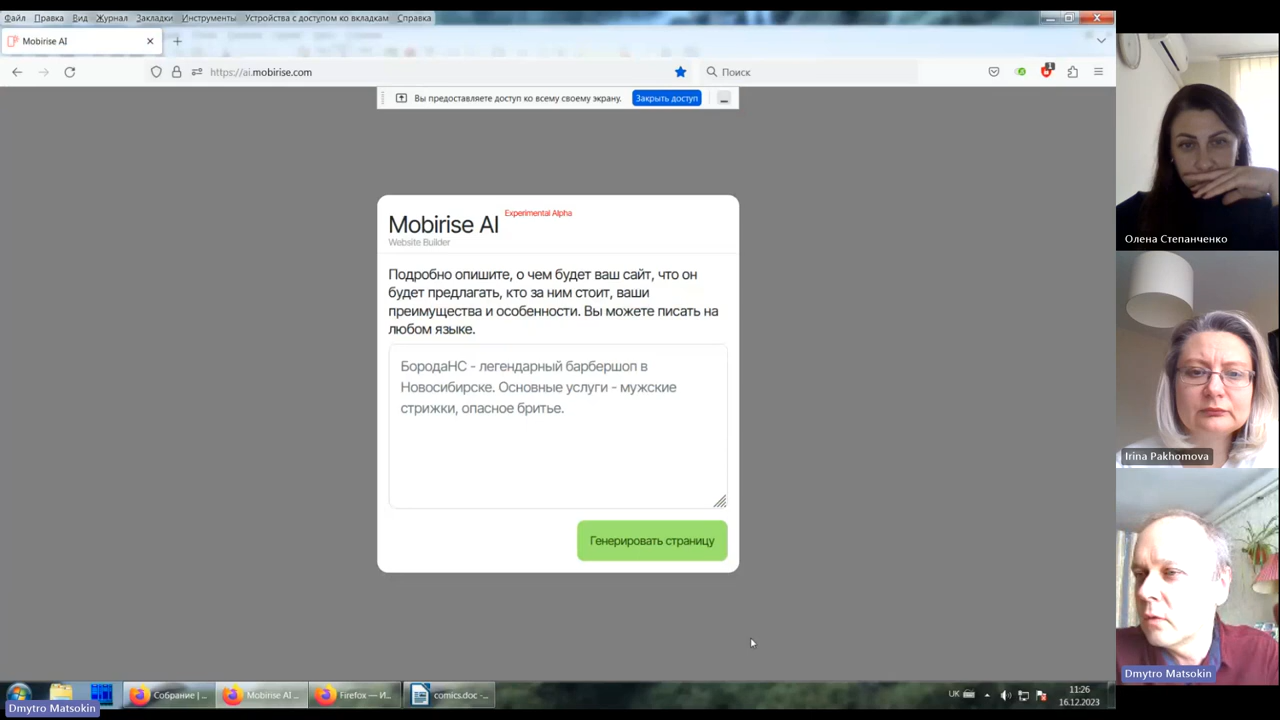 Файл Правка Вид Журнал Закладки Инструменты Устройства с доступом ко вкладкам Справка
Mobirise AI
https://ai.mobirise.com
Поиск
1
Вы предоставляете доступ ко всему своему экрану. Закрыть доступ
Mobirise AI Experimental Alpha
Website Builder
Подробно опишите, о чем будет ваш сайт, что он
будет предлагать, кто за ним стоит, ваши
преимущества и особенности. Вы можете писать на
любом языке.
БородаНС - легендарный барбершоп в
Новосибирске. Основные услуги - мужские
стрижки, опасное бритье.
Генерировать страницу
Олена Степанченко
Irina Pakhomova
Dmytro Matsokin
Собрание | ...
Mobirise AI ...
Firefox — И...
comics.doc -...
UK
11:26
16.12.2023
Dmytro Matsokin